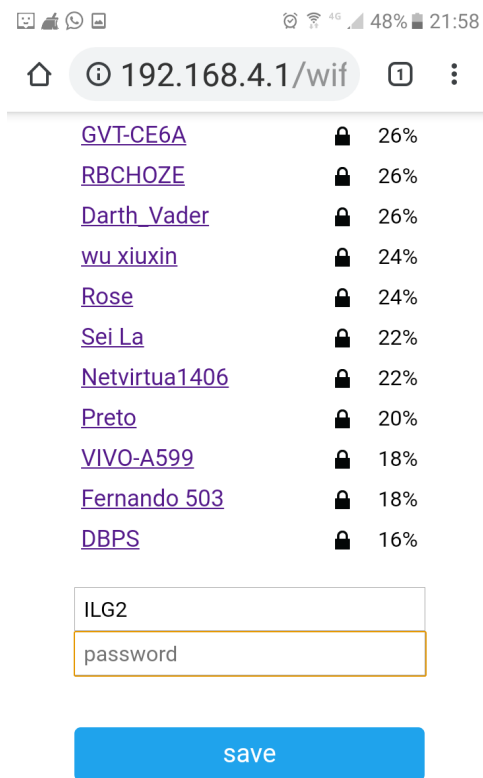 4G 48% 21:58
192.168.4.1/wif 1
GVT-CE6A 26%
RBCHOZE 26%
Darth_Vader 26%
wu xiuxin 24%
Rose 24%
Sei La 22%
Netvirtua1406 22%
Preto 20%
VIVO-A599 18%
Fernando 503 18%
DBPS 16%
ILG2
password
save